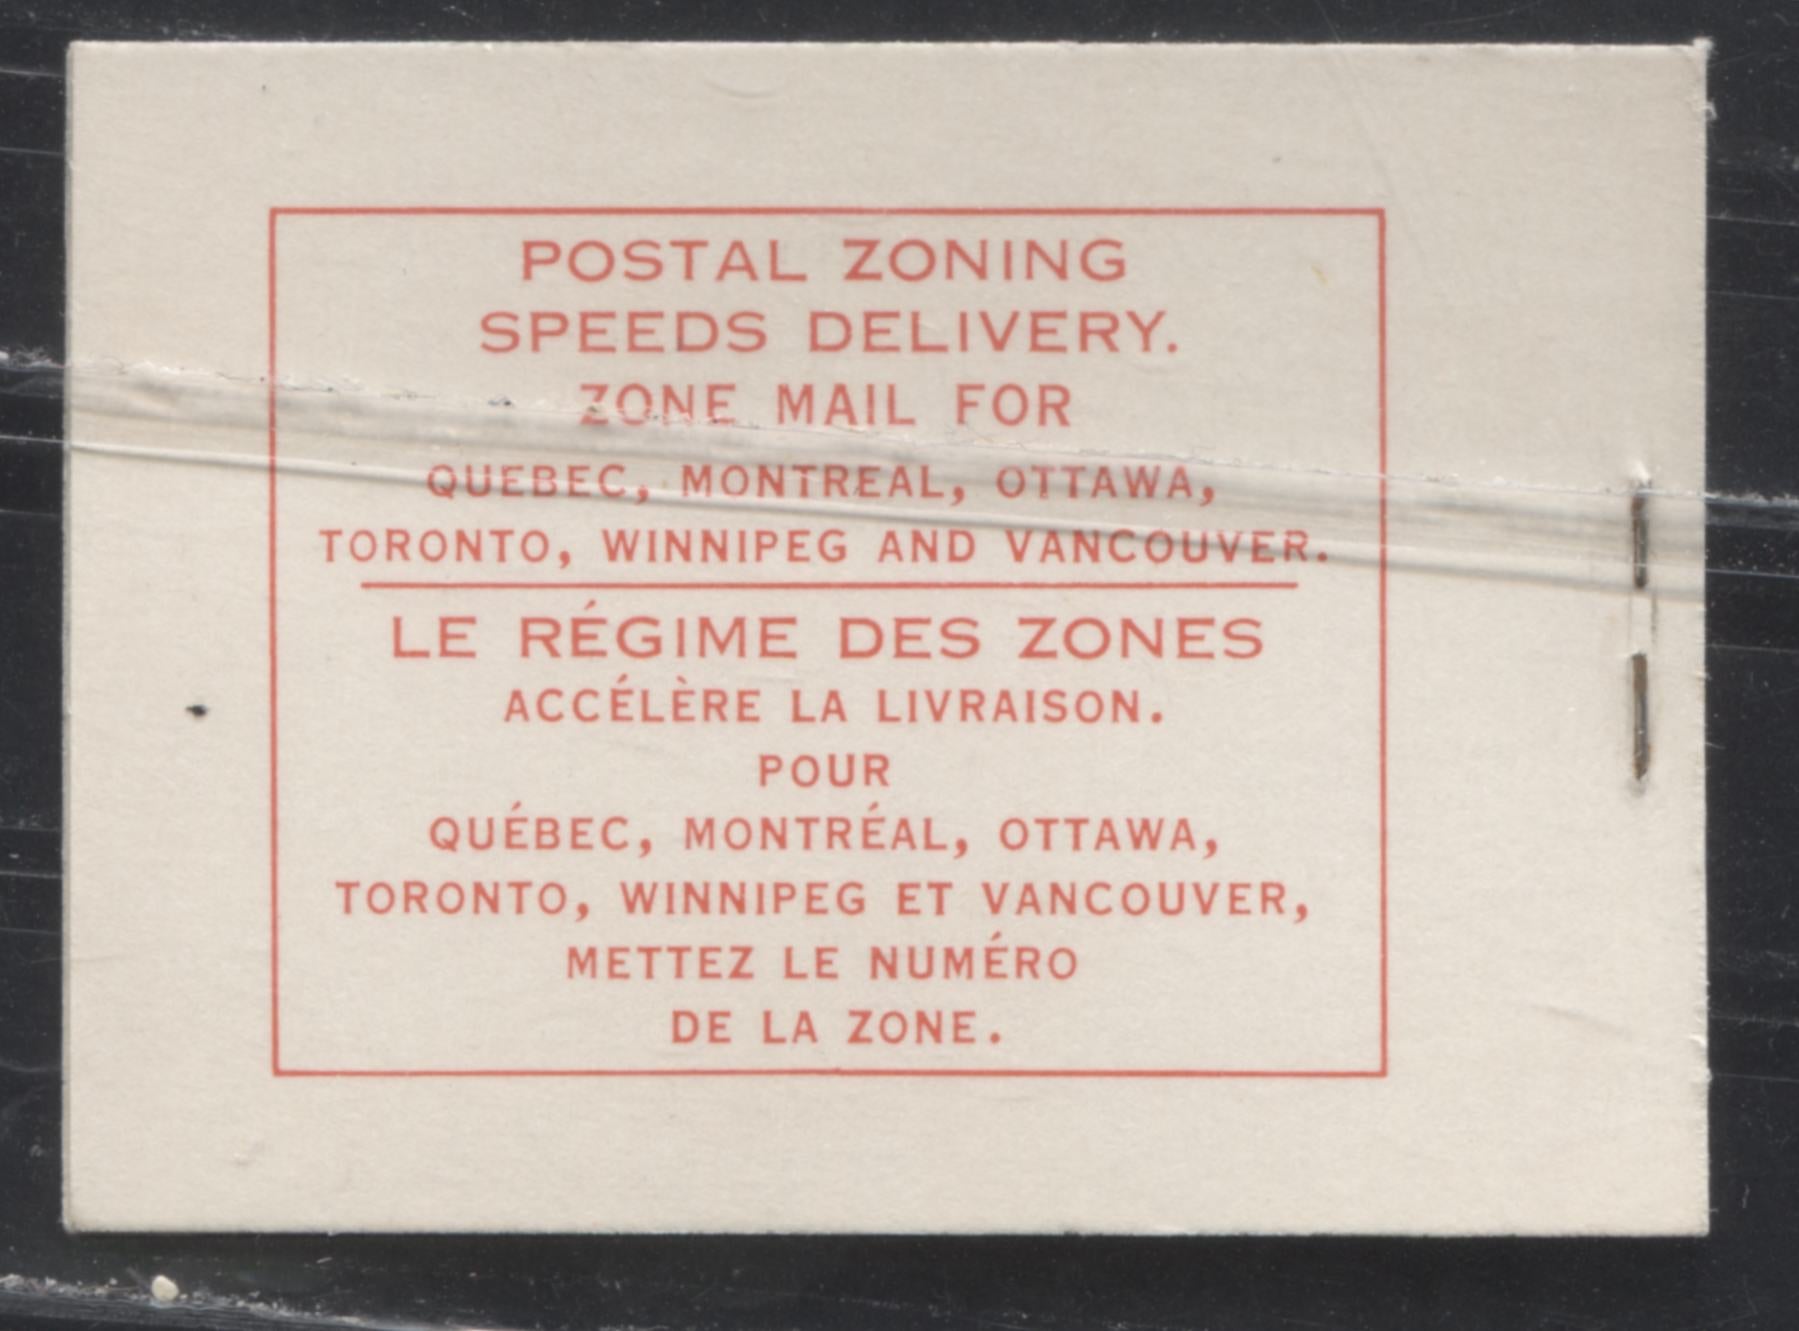 POSTAL ZONING
SPEEDS DELIVERY.
ZONE MAIL FOR
QUEBEC, MONTREAL, OTTAWA,
TORONTO, WINNIPEG AND VANCOUVER.
LE RÉGIME DES ZONES
ACCÉLÈRE LA LIVRAISON.
POUR
QUÉBEC, MONTRÉAL, OTTAWA,
TORONTO, WINNIPEG ET VANCOUVER,
METTEZ LE NUMÉRO
DE LA ZONE.